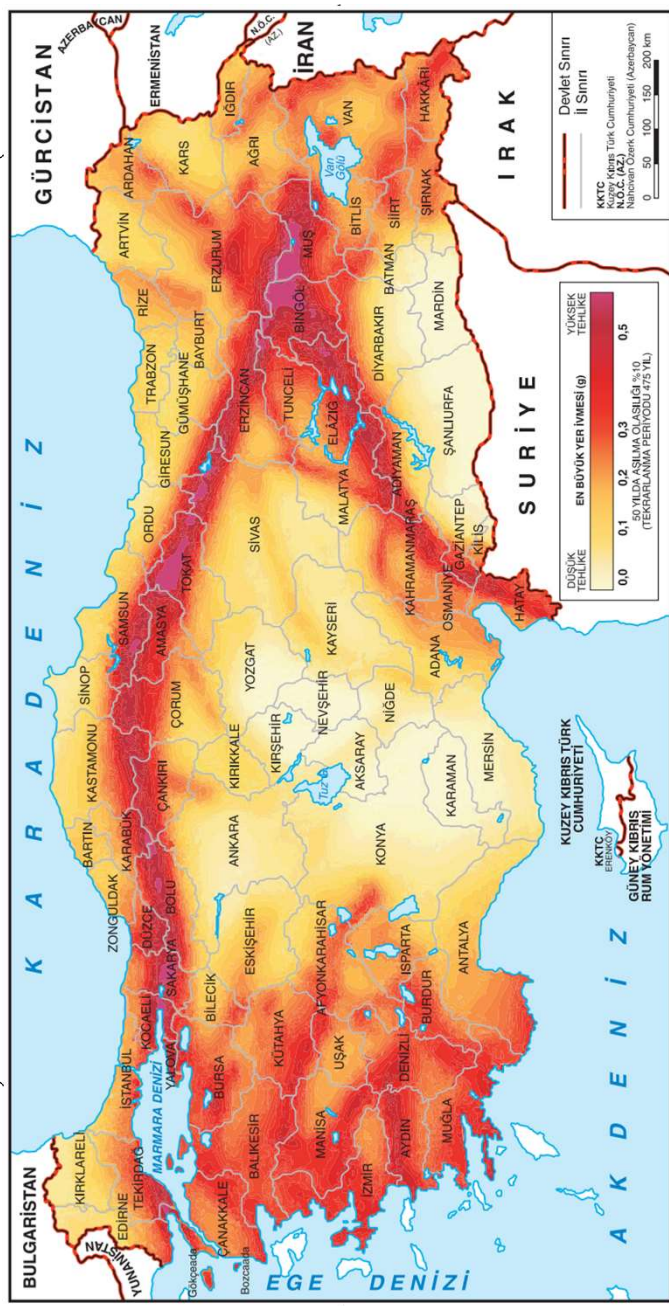 BULGARİSTAN
YUNANİSTAN
KARADENİZ
GÜRCİSTAN
AZERBAYCAN
ERMENİSTAN
N.Ö.C.
(AZ.)
İRAN
IRAK
SURİYE
AKDENİZ
EGE DENİZİ
MARMARA DENİZİ
Gökçeada
Bozcaada
KIRKLARELİ
EDİRNE
TEKİRDAĞ
İSTANBUL
KOCAELİ
YALOVA
SAKARYA
DÜZCE
ZONGULDAK
BOLU
BARTIN
KARABÜK
KASTAMONU
SİNOP
ÇANKIRI
ÇORUM
SAMSUN
AMASYA
TOKAT
ORDU
GİRESUN
TRABZON
GÜMÜŞHANE
BAYBURT
RİZE
ARTVİN
ARDAHAN
KARS
IĞDIR
AĞRI
ERZURUM
ERZİNCAN
TUNCELİ
BİNGÖL
MUŞ
BİTLİS
Van
Gölü
VAN
HAKKÂRİ
ŞIRNAK
SİİRT
BATMAN
MARDİN
DİYARBAKIR
ELÂZIĞ
MALATYA
ADIYAMAN
ŞANLIURFA
GAZİANTEP
KİLİS
KAHRAMANMARAŞ
OSMANİYE
HATAY
ADANA
SİVAS
KAYSERİ
YOZGAT
KIRŞEHİR
NEVŞEHİR
NİĞDE
AKSARAY
Tuz G.
KIRIKKALE
ANKARA
KONYA
KARAMAN
MERSİN
ANTALYA
ISPARTA
BURDUR
AFYONKARAHİSAR
ESKİŞEHİR
BİLECİK
BURSA
KÜTAHYA
UŞAK
DENİZLİ
MUĞLA
AYDIN
İZMİR
MANİSA
BALIKESİR
ÇANAKKALE
KUZEY KIBRIS TÜRK
CUMHURİYETİ
KKTC
ERENKÖY
GÜNEY KIBRIS
RUM YÖNETİMİ
DÜŞÜK
TEHLİKE
YÜKSEK
TEHLİKE
EN BÜYÜK YER İVMESİ (g)
0,0 0,1 0,2 0,3 0,4 0,5
50 YILDA AŞILMA OLASILIĞI %10
(TEKRARLANMA PERİYODU 475 YIL)
Devlet Sınırı
İl Sınırı
KKTC
Kuzey Kıbrıs Türk Cumhuriyeti
N.Ö.C. (AZ.)
Nahcivan Özerk Cumhuriyeti (Azerbaycan)
0 50 100 150 200 km